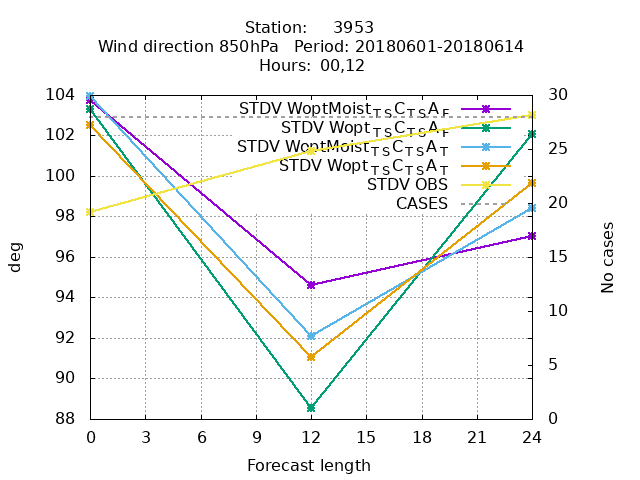 Station: 3953
Wind direction 850hPa Period: 20180601-20180614
Hours: 00,12
STDV WoptMoist_TS C_TS A_F
STDV Wopt_TS C_TS A_F
STDV WoptMoist_TS C_TS A_T
STDV Wopt_TS C_TS A_T
STDV OBS
CASES
104
102
100
98
96
94
92
90
88
deg
30
25
20
15
10
5
0
No cases
0 3 6 9 12 15 18 21 24
Forecast length